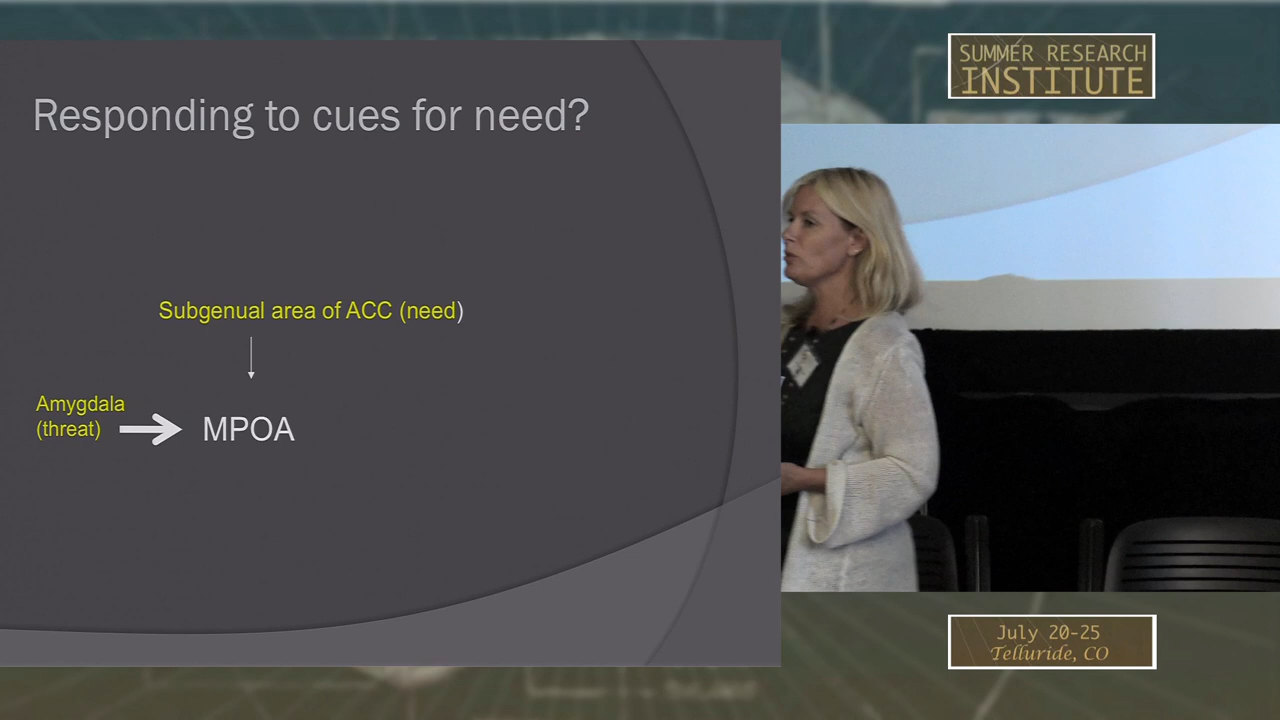 Responding to cues for need?
Subgenual area of ACC (need)
Amygdala
(threat)
MPOA
SUMMER RESEARCH
INSTITUTE
July 20-25
Telluride, CO